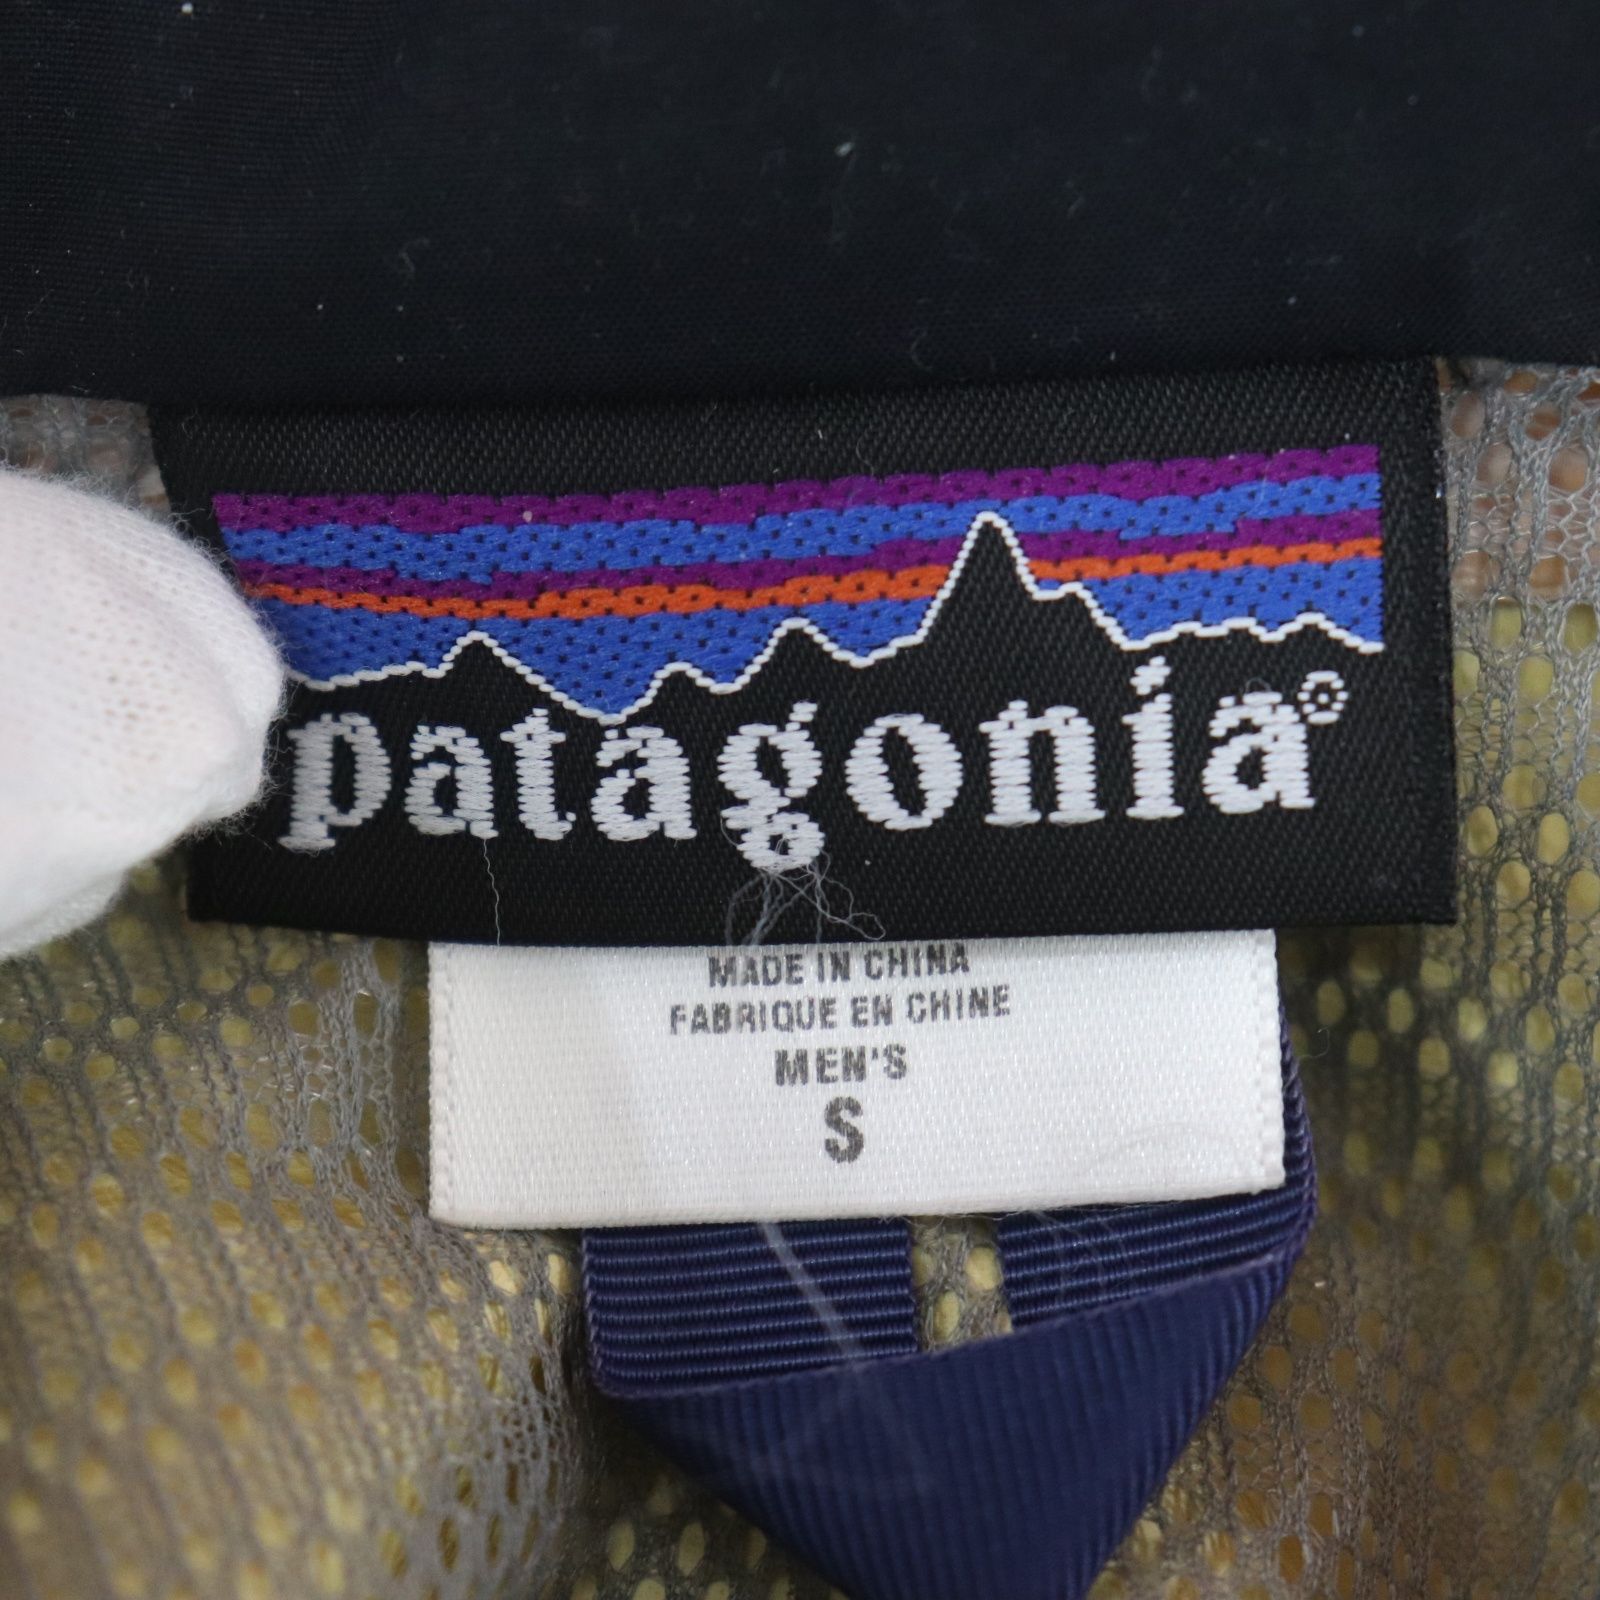 patagonia®
MADE IN CHINA
FABRIQUE EN CHINE
MEN'S
S